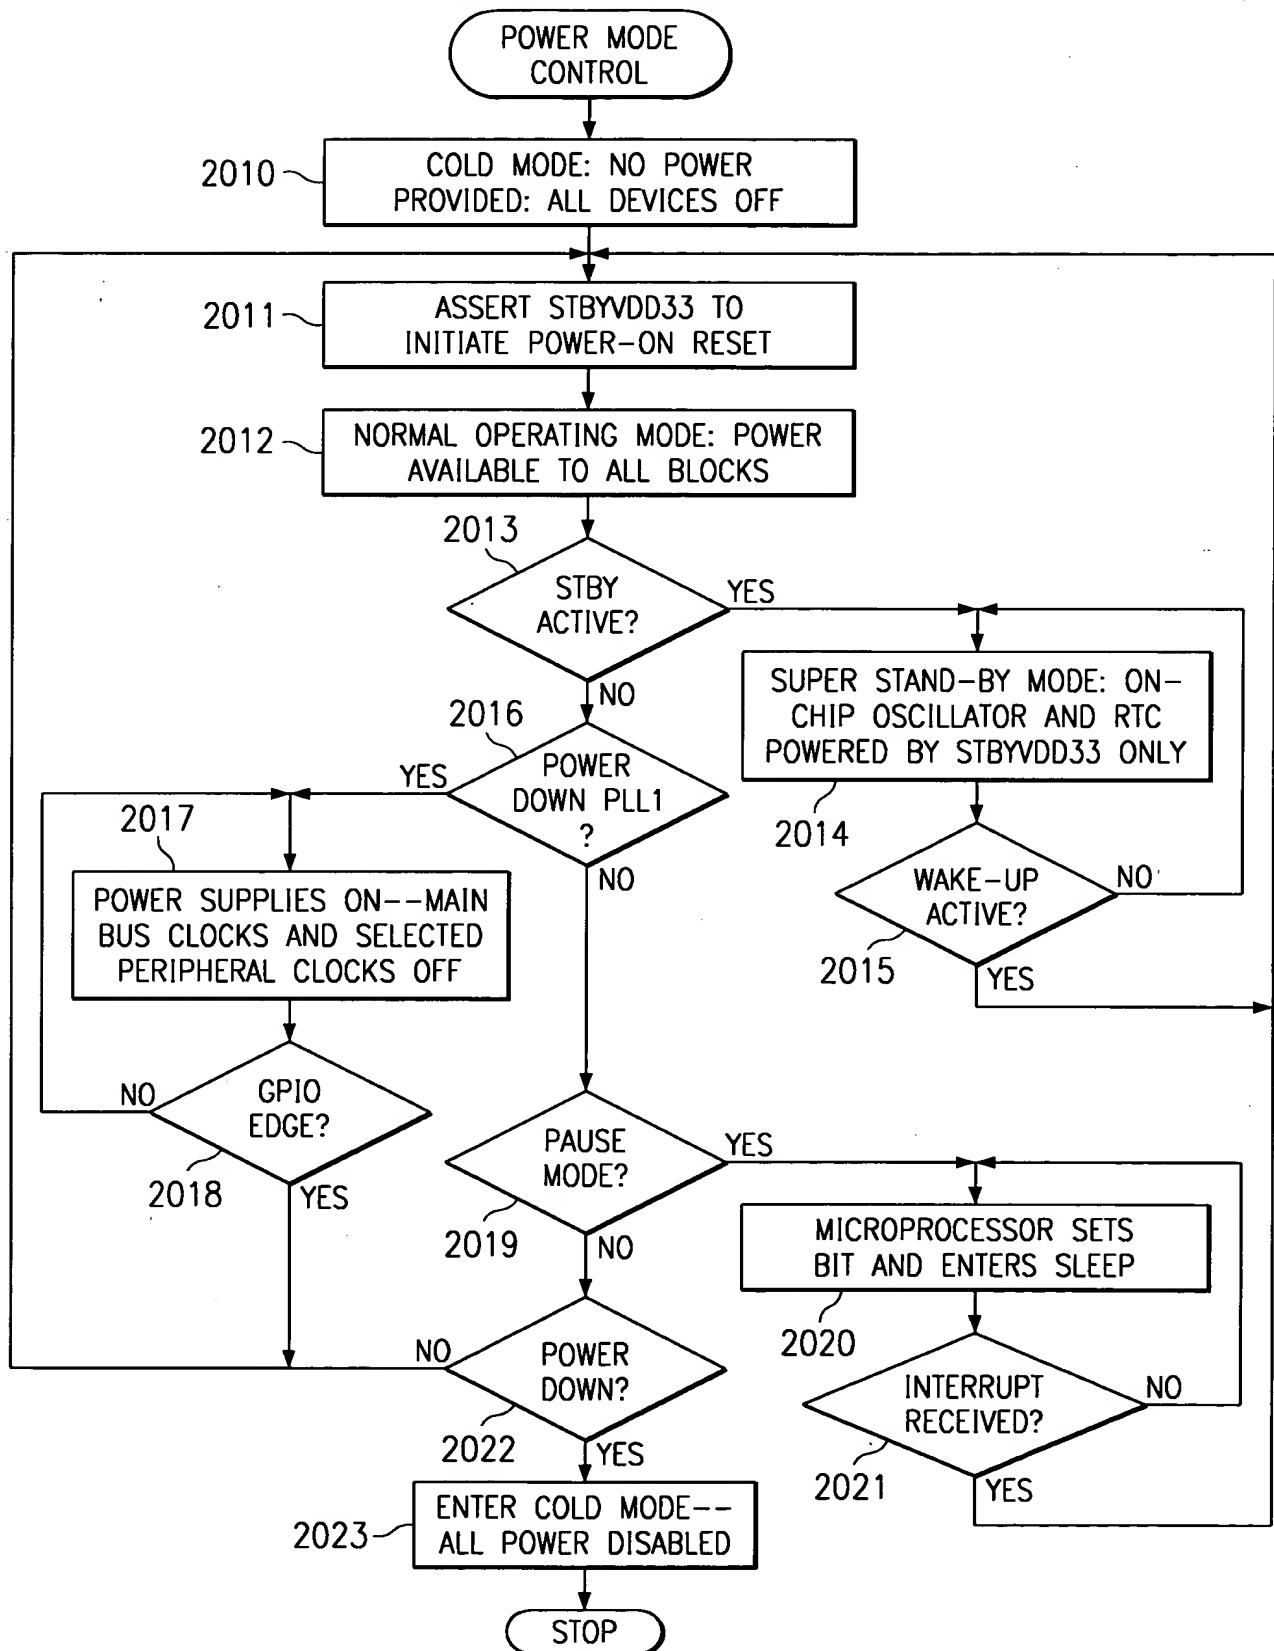 POWER MODE
CONTROL
2010
COLD MODE: NO POWER
PROVIDED: ALL DEVICES OFF
2011
ASSERT STBYVDD33 TO
INITIATE POWER-ON RESET
2012
NORMAL OPERATING MODE: POWER
AVAILABLE TO ALL BLOCKS
2013
STBY
ACTIVE?
YES
NO
SUPER STAND-BY MODE: ON-
CHIP OSCILLATOR AND RTC
POWERED BY STBYVDD33 ONLY
2014
WAKE-UP
ACTIVE?
NO
2015
YES
2016
POWER
DOWN PLL1
?
YES
NO
2017
POWER SUPPLIES ON--MAIN
BUS CLOCKS AND SELECTED
PERIPHERAL CLOCKS OFF
GPIO
EDGE?
NO
2018
YES
PAUSE
MODE?
YES
2019
NO
MICROPROCESSOR SETS
BIT AND ENTERS SLEEP
2020
INTERRUPT
RECEIVED?
NO
2021
YES
POWER
DOWN?
NO
2022
YES
2023
ENTER COLD MODE--
ALL POWER DISABLED
STOP